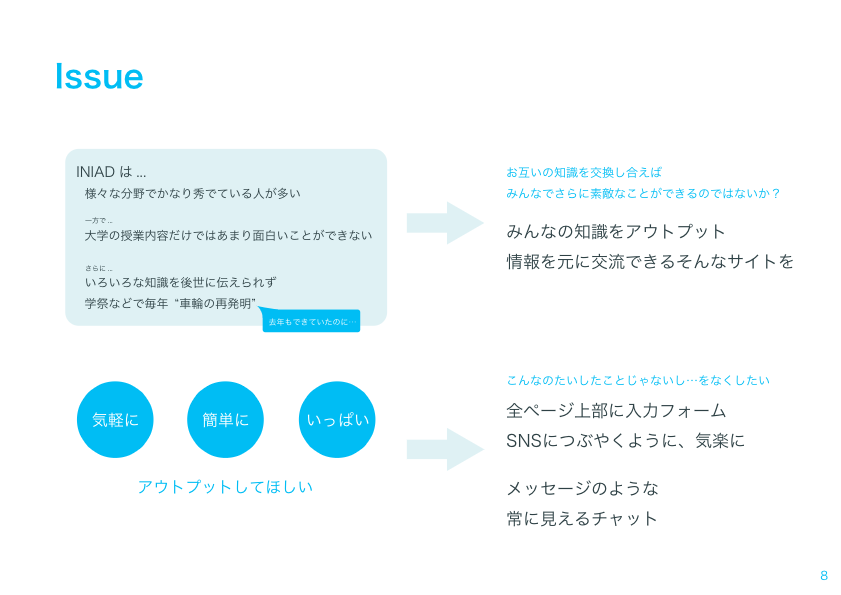 Issue
INIAD は ...
様々な分野でかなり秀でている人が多い
一方で ...
大学の授業内容だけではあまり面白いことができない
さらに ...
いろいろな知識を後世に伝えられず
学祭などで毎年 “車輪の再発明”
去年もできていたのに…
お互いの知識を交換し合えば
みんなでさらに素敵なことができるのではないか？
みんなの知識をアウトプット
情報を元に交流できるそんなサイトを
気軽に
簡単に
いっぱい
アウトプットしてほしい
こんなのたいしたことじゃないし…をなくしたい
全ページ上部に入力フォーム
SNSにつぶやくように、気楽に
メッセージのような
常に見えるチャット
8